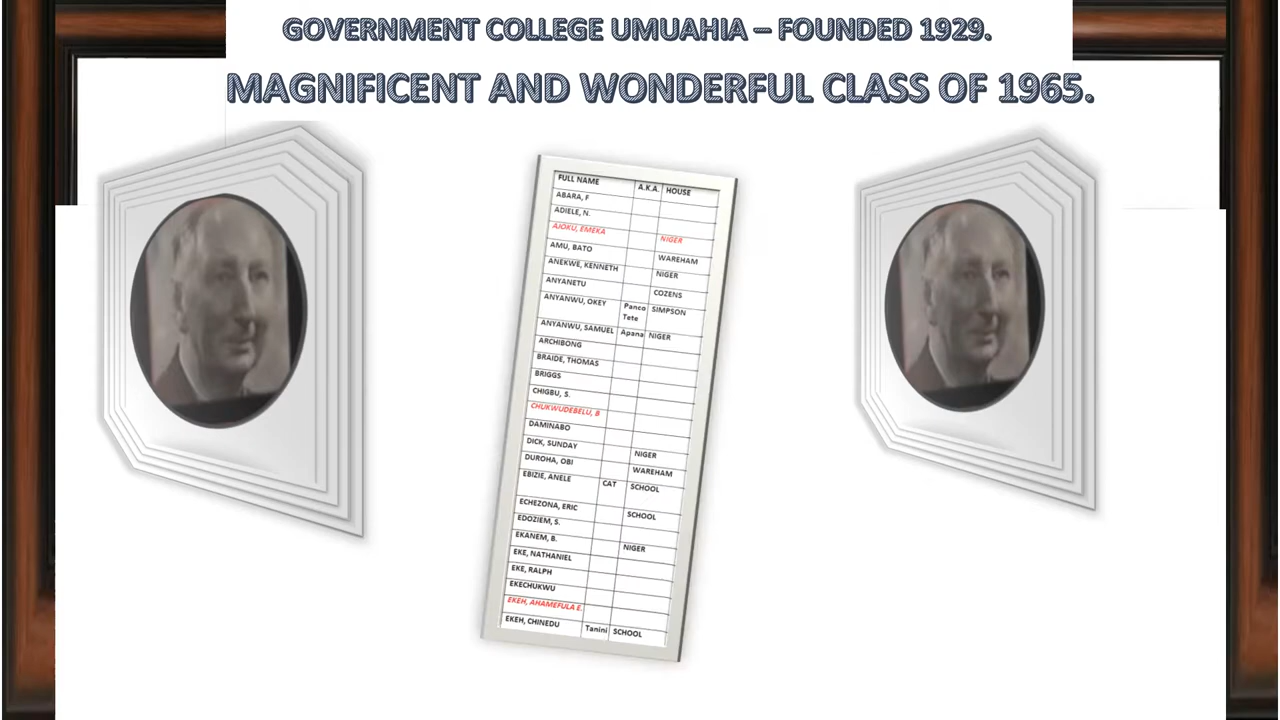 GOVERNMENT COLLEGE UMUAHIA – FOUNDED 1929.
MAGNIFICENT AND WONDERFUL CLASS OF 1965.
FULL NAME A.K.A. HOUSE
ABARA, F
ADIELE, N.
AJOKU, EMEKA NIGER
AMU, BATO WAREHAM
ANEKWE, KENNETH NIGER
ANYANETU COZENS
ANYANWU, OKEY Panco SIMPSON
Tete
ANYANWU, SAMUEL Apana NIGER
ARCHIBONG
BRAIDE, THOMAS
BRIGGS
CHIGBU, S.
CHUKWUDEBELU, B
DAMINABO
DICK, SUNDAY NIGER
DUROHA, OBI WAREHAM
EBIZIE, ANELE CAT SCHOOL
ECHEZONA, ERIC SCHOOL
EDOZIEM, S.
EKANEM, B. NIGER
EKE, NATHANIEL
EKE, RALPH
EKECHUKWU
EKEH, AHAMEFULA E.
EKEH, CHINEDU Tanini SCHOOL